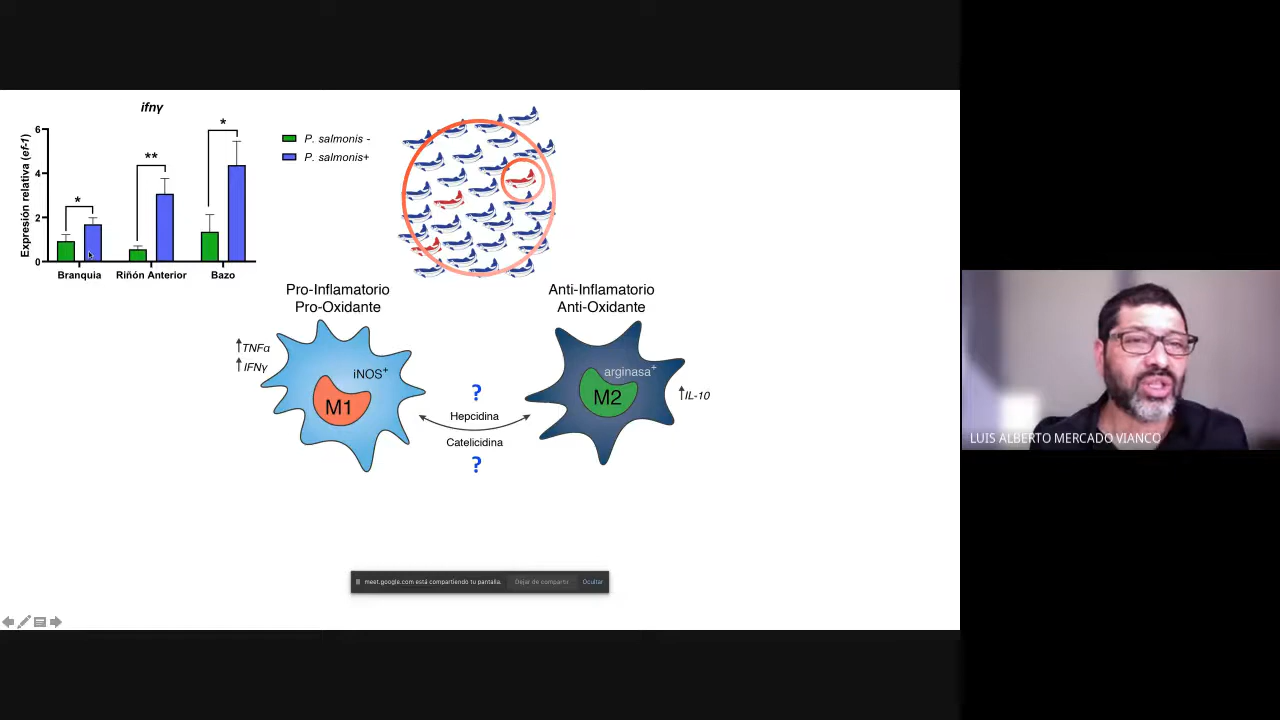 ifnγ
Expresión relativa (ef-1)
6
4
2
0
*
**
*
Branquia
Riñón Anterior
Bazo
P. salmonis -
P. salmonis+
Pro-Inflamatorio
Pro-Oxidante
↑TNFα
↑IFNγ
iNOS+
M1
?
Hepcidina
Catelicidina
?
Anti-Inflamatorio
Anti-Oxidante
arginasa+
M2
↑IL-10
meet.google.com está compartiendo tu pantalla.
Dejar de compartir
Ocultar
LUIS ALBERTO MERCADO VIANCO